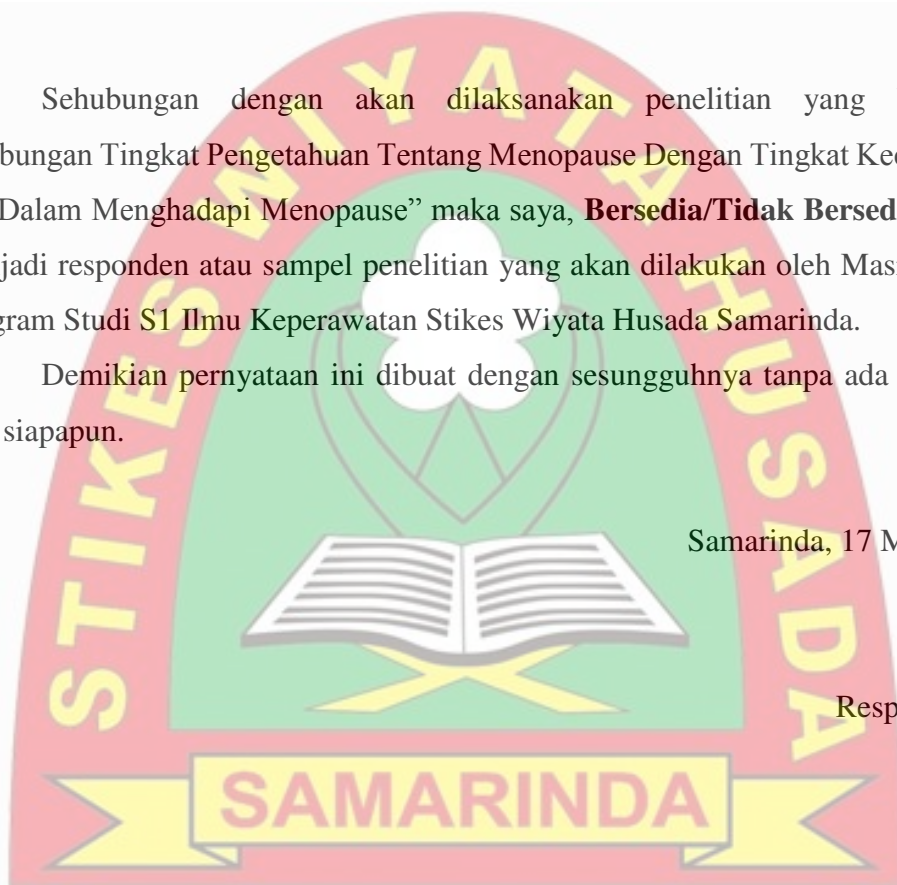 Sehubungan dengan akan dilaksanakan penelitian yang
bungan Tingkat Pengetahuan Tentang Menopause Dengan Tingkat Kec
Dalam Menghadapi Menopause” maka saya, Bersedia/Tidak Bersed
jadi responden atau sampel penelitian yang akan dilakukan oleh Mas
gram Studi S1 Ilmu Keperawatan Stikes Wiyata Husada Samarinda.
Demikian pernyataan ini dibuat dengan sesungguhnya tanpa ada
siapapun.
Samarinda, 17 M
Resp
STIKES WIYATA HUSADA
SAMARINDA